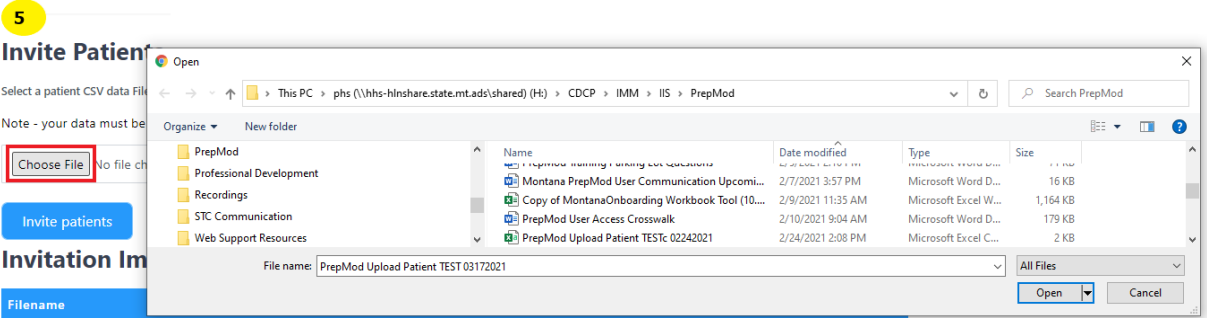 5
Invite Patient
Open
Select a patient CSV data File
This PC > phs (\\hhs-hlnshare.state.mt.ads\shared) (H:) > CDCP > IMM > IIS > PrepMod
Search PrepMod
Note - your data must be
Organize
New folder
Choose File
No file ch
PrepMod
Professional Development
Recordings
STC Communication
Web Support Resources
Name Date modified Type Size
PrepMod Training Parking Lot Questions
Montana PrepMod User Communication Upcomi... 2/7/2021 3:57 PM Microsoft Word D... 16 KB
Copy of MontanaOnboarding Workbook Tool (10.... 2/9/2021 11:35 AM Microsoft Excel W... 1,164 KB
PrepMod User Access Crosswalk 2/10/2021 9:04 AM Microsoft Word D... 179 KB
PrepMod Upload Patient TESTc 02242021 2/24/2021 2:08 PM Microsoft Excel C... 2 KB
Invite patients
Invitation Im
File name: PrepMod Upload Patient TEST 03172021
All Files
Open
Cancel
Filename